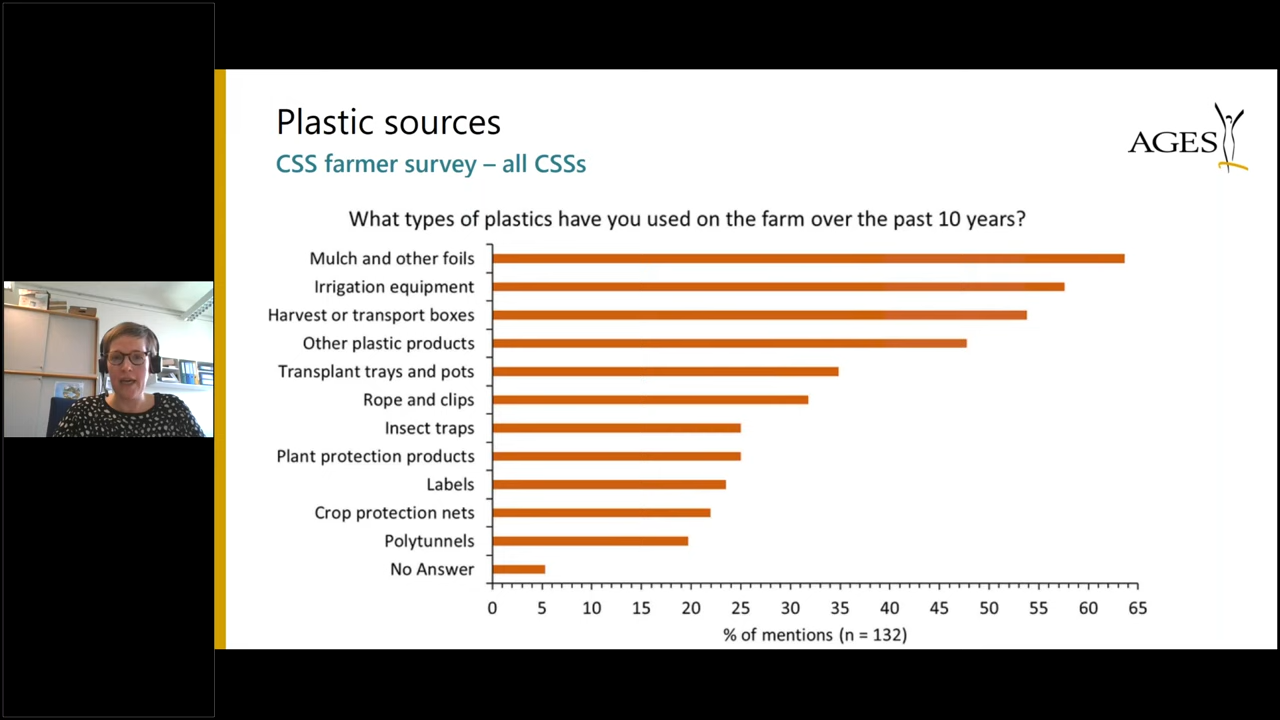 Plastic sources
CSS farmer survey – all CSSs
AGES
What types of plastics have you used on the farm over the past 10 years?
Mulch and other foils
Irrigation equipment
Harvest or transport boxes
Other plastic products
Transplant trays and pots
Rope and clips
Insect traps
Plant protection products
Labels
Crop protection nets
Polytunnels
No Answer
0 5 10 15 20 25 30 35 40 45 50 55 60 65
% of mentions (n = 132)